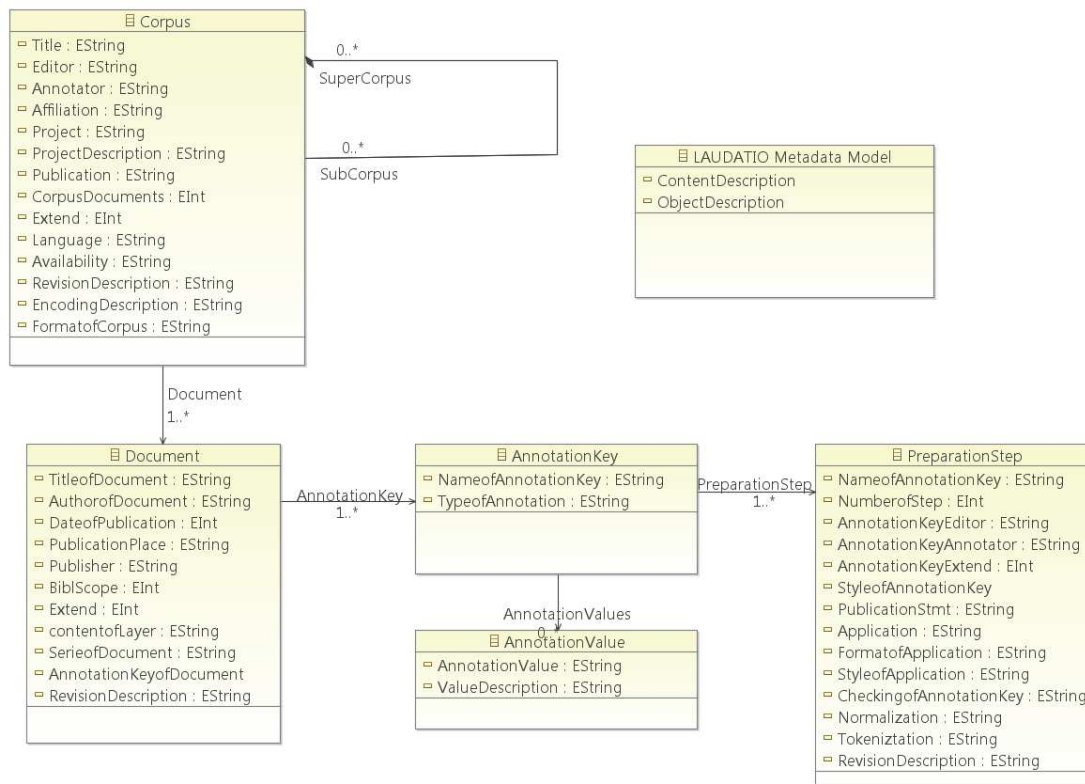 Corpus
Title : EString
Editor : EString
Annotator : EString
Affiliation : EString
Project : EString
ProjectDescription : EString
Publication : EString
CorpusDocuments : EInt
Extend : EInt
Language : EString
Availability : EString
RevisionDescription : EString
EncodingDescription : EString
FormatofCorpus : EString
0..*
SuperCorpus
0..*
SubCorpus
LAUDATIO Metadata Model
ContentDescription
ObjectDescription
Document
1..*
Document
TitleofDocument : EString
AuthorofDocument : EString
DateofPublication : EInt
PublicationPlace : EString
Publisher : EString
BiblScope : EInt
Extend : EInt
contentofLayer : EString
SerieofDocument : EString
AnnotationKeyofDocument
RevisionDescription : EString
AnnotationKey
1..*
AnnotationKey
NameofAnnotationKey : EString
TypeofAnnotation : EString
PreparationStep
1..*
AnnotationValues
0..*
AnnotationValue
AnnotationValue : EString
ValueDescription : EString
PreparationStep
NameofAnnotationKey : EString
NumberofStep : EInt
AnnotationKeyEditor : EString
AnnotationKeyAnnotator : EString
AnnotationKeyExtend : EInt
StyleofAnnotationKey
PublicationStmt : EString
Application : EString
FormatofApplication : EString
StyleofApplication : EString
CheckingofAnnotationKey : EString
Normalization : EString
Tokeniztation : EString
RevisionDescription : EString